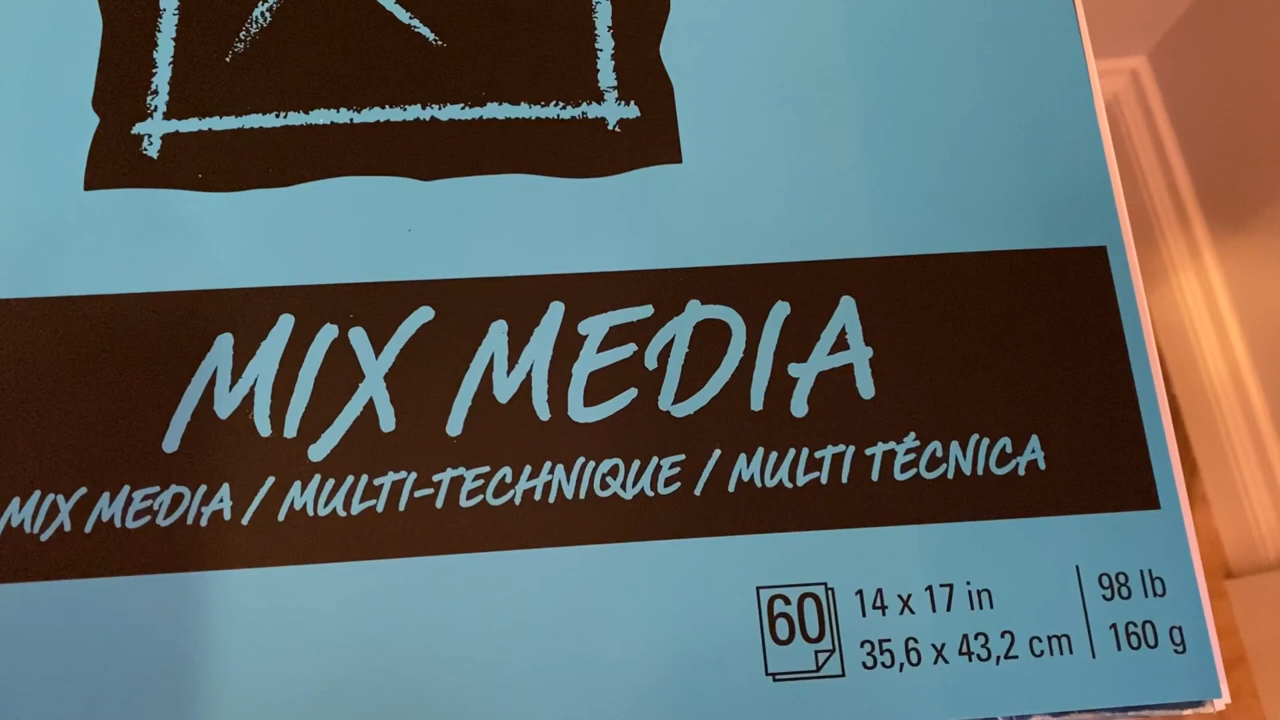 MIX MEDIA
MIX MEDIA / MULTI-TECHNIQUE / MULTI TÉCNICA
60
14 x 17 in
35,6 x 43,2 cm
98 lb
160 g